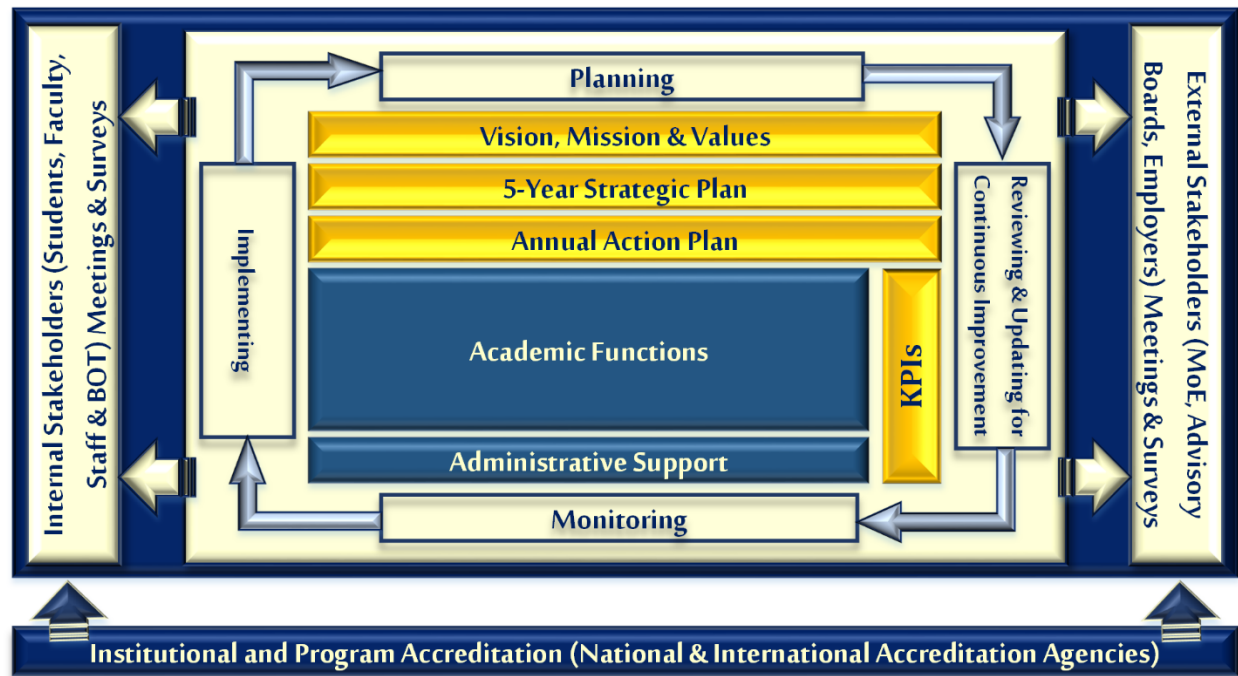 Internal Stakeholders (Students, Faculty,
Staff & BOT) Meetings & Surveys
Planning
Vision, Mission & Values
5-Year Strategic Plan
Annual Action Plan
Implementing
Academic Functions
KPIs
Reviewing & Updating for
Continuous Improvement
Administrative Support
Monitoring
External Stakeholders (MoE, Advisory
Boards, Employers) Meetings & Surveys
Institutional and Program Accreditation (National & International Accreditation Agencies)